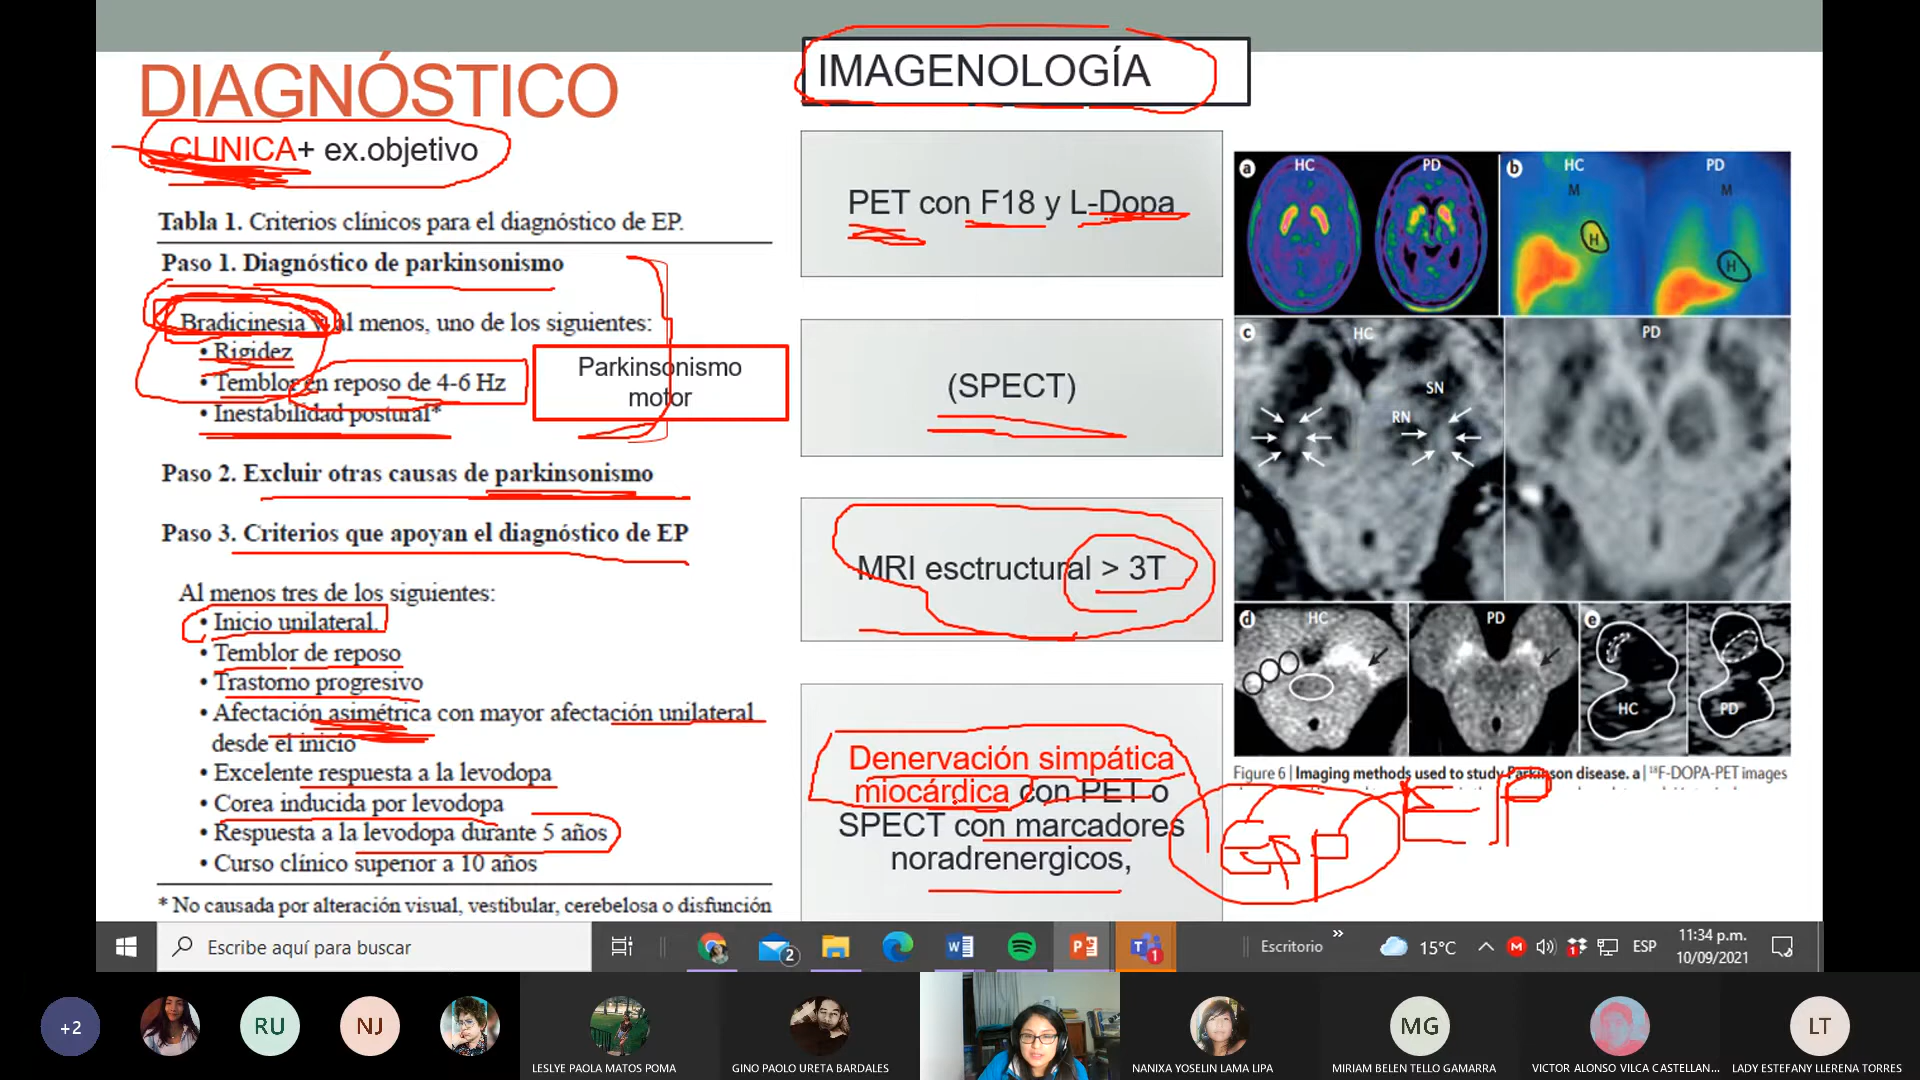 DIAGNÓSTICO
CLINICA+ ex.objetivo
Tabla 1. Criterios clínicos para el diagnóstico de EP.
Paso 1. Diagnóstico de parkinsonismo
Bradicinesia y, al menos, uno de los siguientes:
• Rigidez
• Temblor en reposo de 4-6 Hz
• Inestabilidad postural*
Parkinsonismo
motor
Paso 2. Excluir otras causas de parkinsonismo
Paso 3. Criterios que apoyan el diagnóstico de EP
Al menos tres de los siguientes:
• Inicio unilateral.
• Temblor de reposo
• Trastorno progresivo
• Afectación asimétrica con mayor afectación unilateral
desde el inicio
• Excelente respuesta a la levodopa
• Corea inducida por levodopa
• Respuesta a la levodopa durante 5 años
• Curso clínico superior a 10 años
* No causada por alteración visual, vestibular, cerebelosa o disfunción
IMAGENOLOGÍA
PET con F18 y L-Dopa
(SPECT)
MRI esctructural > 3T
Denervación simpática
miocárdica con PET o
SPECT con marcadores
noradrenergicos,
a HC PD
b HC PD
M M
H H
c HC PD
SN
RN
d HC PD
e HC PD
Figure 6 | Imaging methods used to study Parkinson disease. a | ¹⁸F-DOPA-PET images
EP
Escribe aquí para buscar
2
1
Escritorio
»
15°C
ESP
11:34 p.m.
10/09/2021
+2
RU
NJ
LESLYE PAOLA MATOS POMA
GINO PAOLO URETA BARDALES
NANIXA YOSELIN LAMA LIPA
MG
MIRIAM BELEN TELLO GAMARRA
VICTOR ALONSO VILCA CASTELLAN...
LT
LADY ESTEFANY LLERENA TORRES